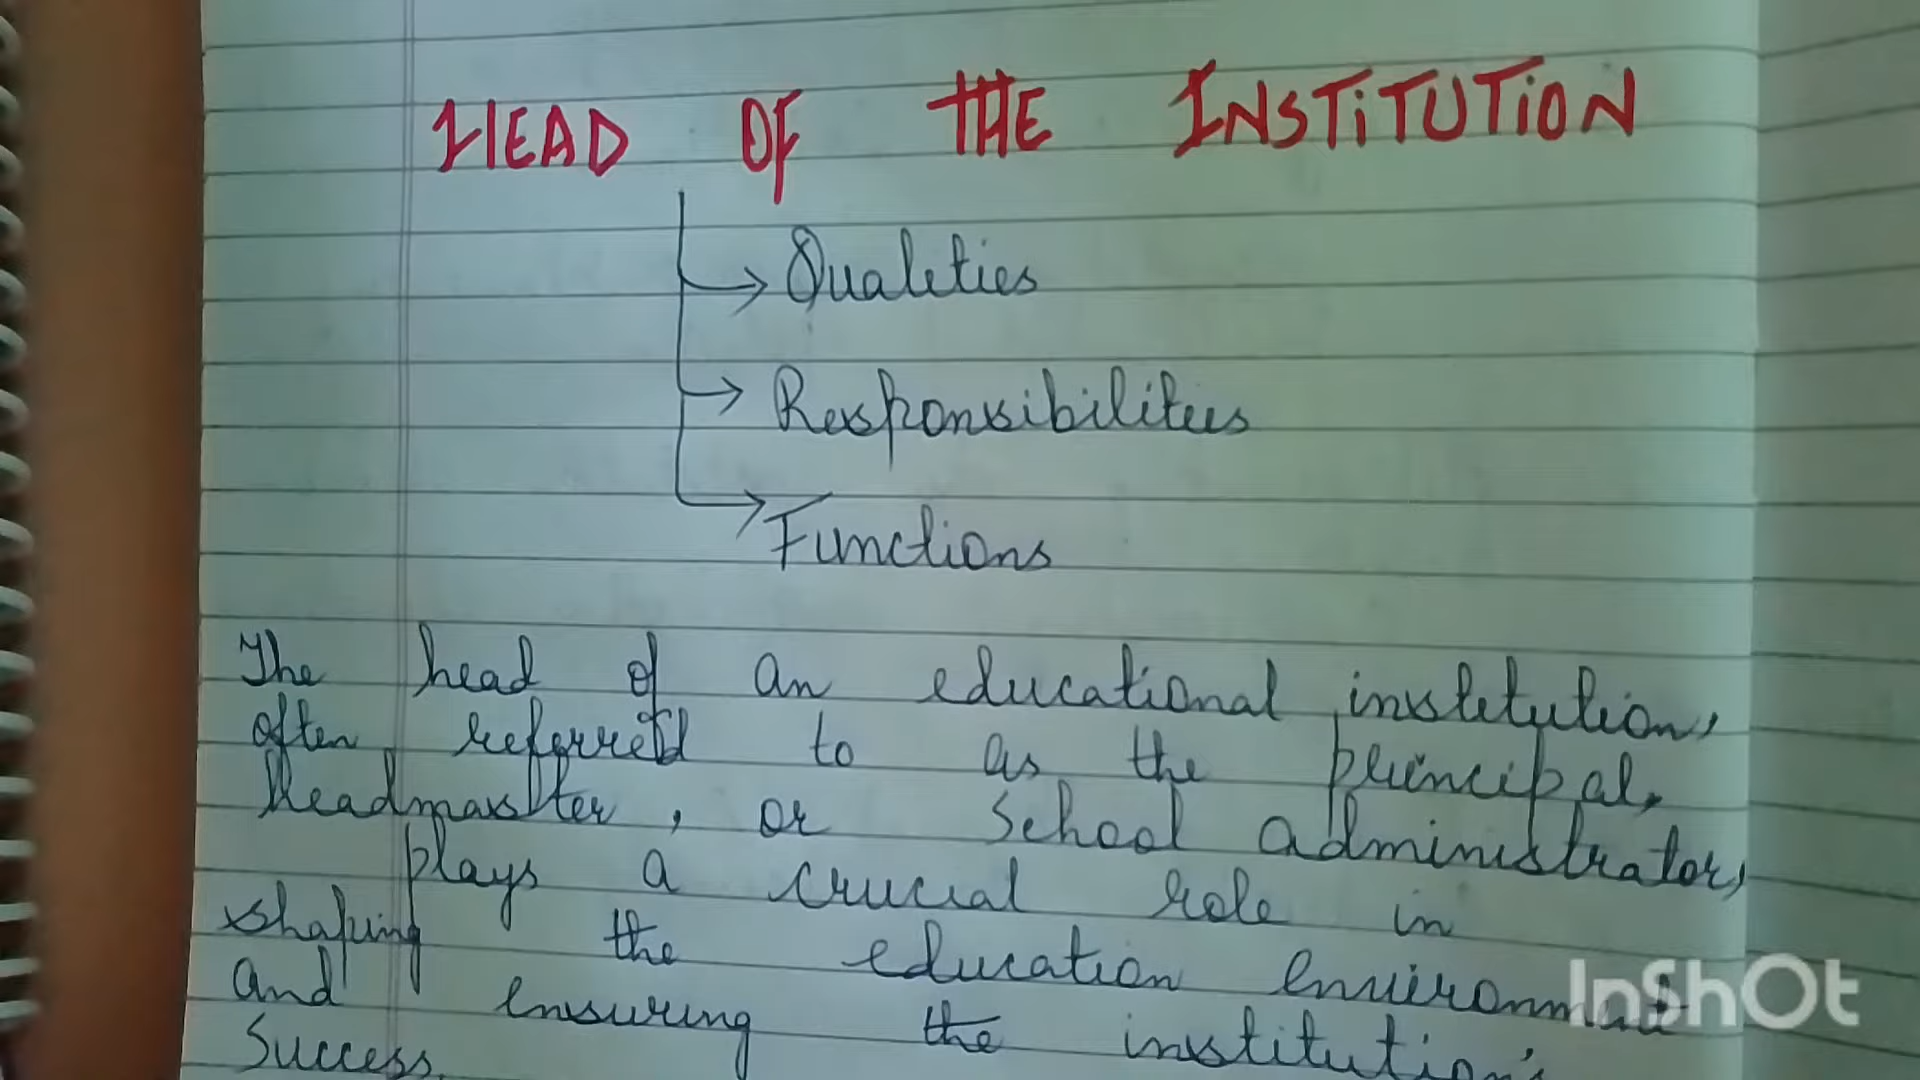 HEAD OF THE INSTITUTION
Qualities
Responsibilities
Functions
The head of an educational institution,
often referred to as the principal,
headmaster, or School administrator,
plays a crucial role in
shaping the education environment
and ensuring the institution's
Success.
InShOt